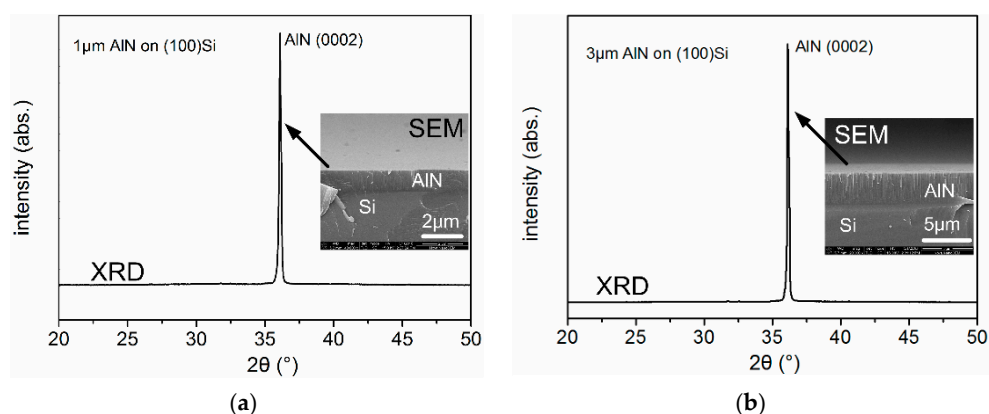 1μm AlN on (100)Si
AlN (0002)
SEM
AlN
Si
2μm
XRD
intensity (abs.)
20 25 30 35 40 45 50
2θ (°)
(a)
3μm AlN on (100)Si
AlN (0002)
SEM
AlN
Si
5μm
XRD
intensity (abs.)
20 25 30 35 40 45 50
2θ (°)
(b)